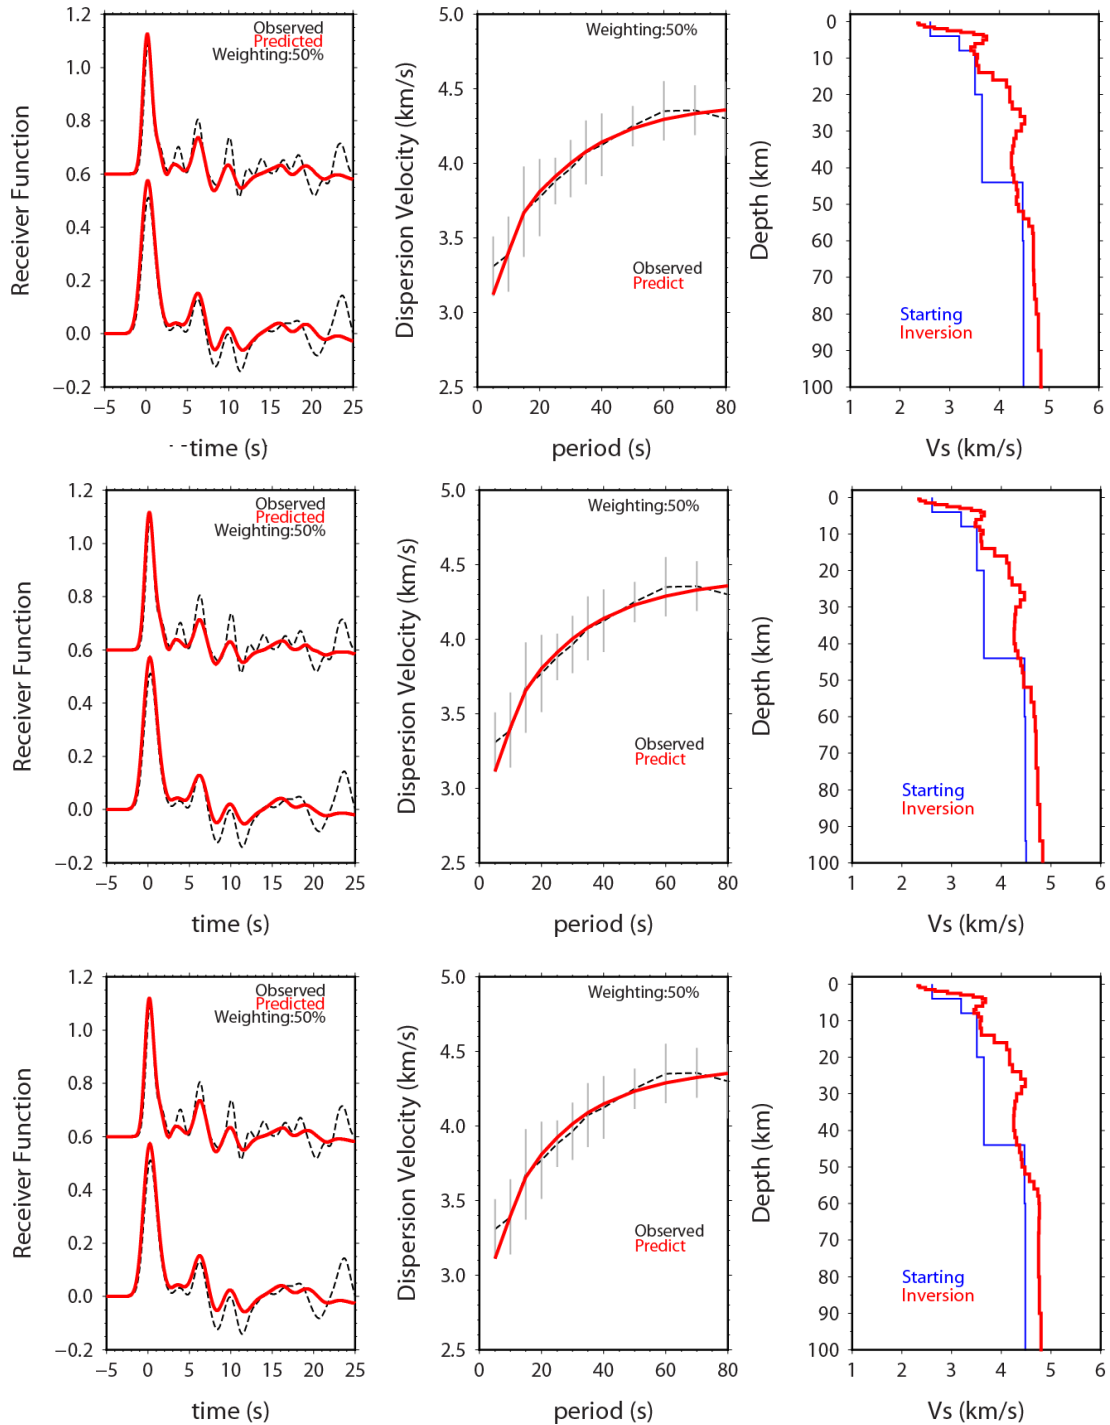 1.2
1.0
0.8
0.6
0.4
0.2
0.0
−0.2
−5 0 5 10 15 20 25
Receiver Function
time (s)
Observed
Predicted
Weighting:50%
5.0
4.5
4.0
3.5
3.0
2.5
0 20 40 60 80
Dispersion Velocity (km/s)
period (s)
Weighting:50%
Observed
Predict
0
10
20
30
40
50
60
70
80
90
100
1 2 3 4 5 6
Depth (km)
Vs (km/s)
Starting
Inversion
1.2
1.0
0.8
0.6
0.4
0.2
0.0
−0.2
−5 0 5 10 15 20 25
Receiver Function
time (s)
Observed
Predicted
Weighting:50%
5.0
4.5
4.0
3.5
3.0
2.5
0 20 40 60 80
Dispersion Velocity (km/s)
period (s)
Weighting:50%
Observed
Predict
0
10
20
30
40
50
60
70
80
90
100
1 2 3 4 5 6
Depth (km)
Vs (km/s)
Starting
Inversion
1.2
1.0
0.8
0.6
0.4
0.2
0.0
−0.2
−5 0 5 10 15 20 25
Receiver Function
time (s)
Observed
Predicted
Weighting:50%
5.0
4.5
4.0
3.5
3.0
2.5
0 20 40 60 80
Dispersion Velocity (km/s)
period (s)
Weighting:50%
Observed
Predict
0
10
20
30
40
50
60
70
80
90
100
1 2 3 4 5 6
Depth (km)
Vs (km/s)
Starting
Inversion